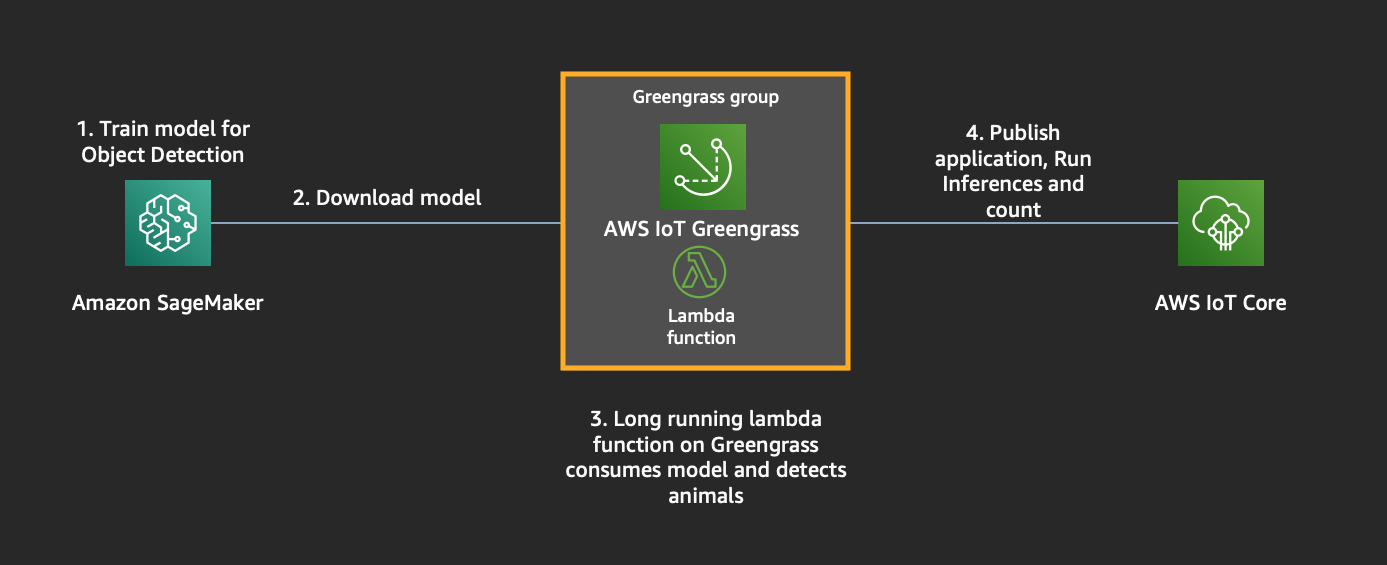 1. Train model for
Object Detection
Amazon SageMaker
2. Download model
Greengrass group
AWS IoT Greengrass
Lambda
function
3. Long running lambda
function on Greengrass
consumes model and detects
animals
4. Publish
application, Run
Inferences and
count
AWS IoT Core